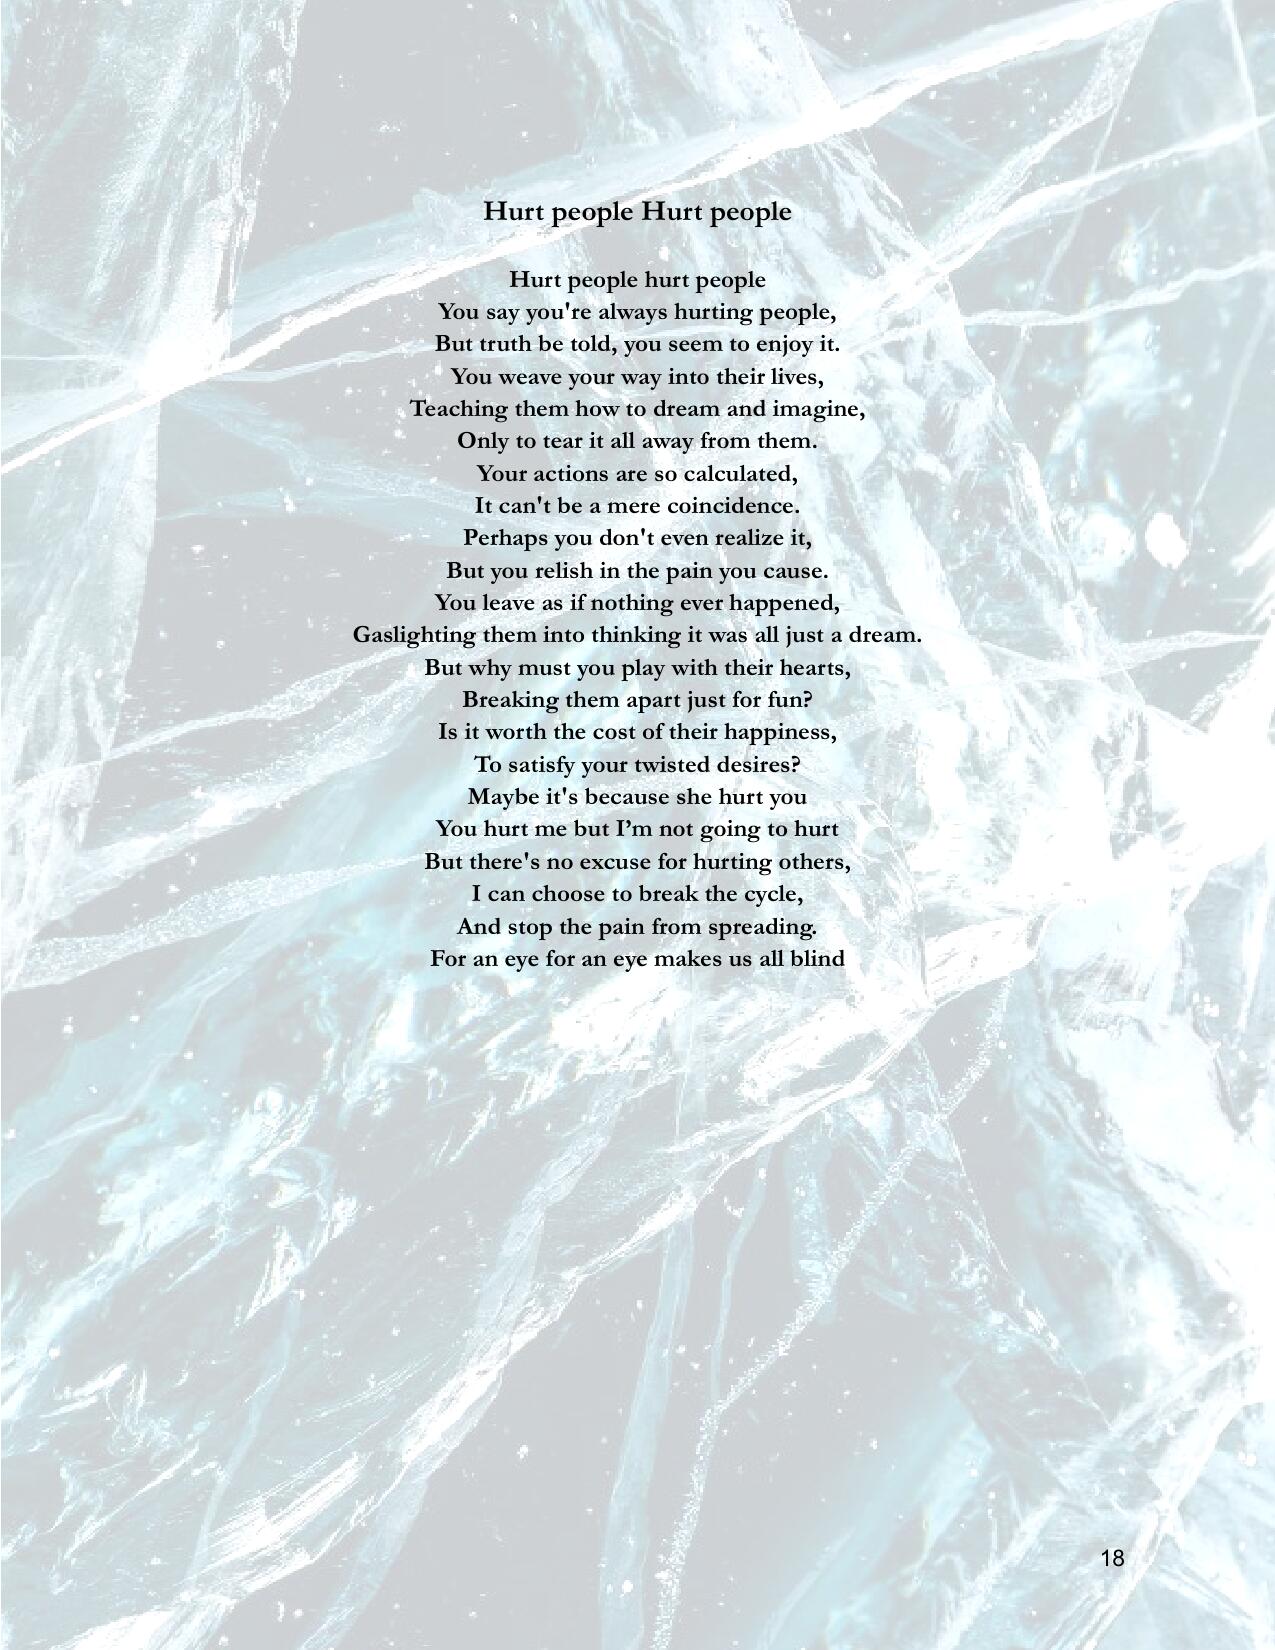 Hurt people Hurt people
Hurt people hurt people
You say you're always hurting people,
But truth be told, you seem to enjoy it.
You weave your way into their lives,
Teaching them how to dream and imagine,
Only to tear it all away from them.
Your actions are so calculated,
It can't be a mere coincidence.
Perhaps you don't even realize it,
But you relish in the pain you cause.
You leave as if nothing ever happened,
Gaslighting them into thinking it was all just a dream.
But why must you play with their hearts,
Breaking them apart just for fun?
Is it worth the cost of their happiness,
To satisfy your twisted desires?
Maybe it's because she hurt you
You hurt me but I’m not going to hurt
But there's no excuse for hurting others,
I can choose to break the cycle,
And stop the pain from spreading.
For an eye for an eye makes us all blind
18